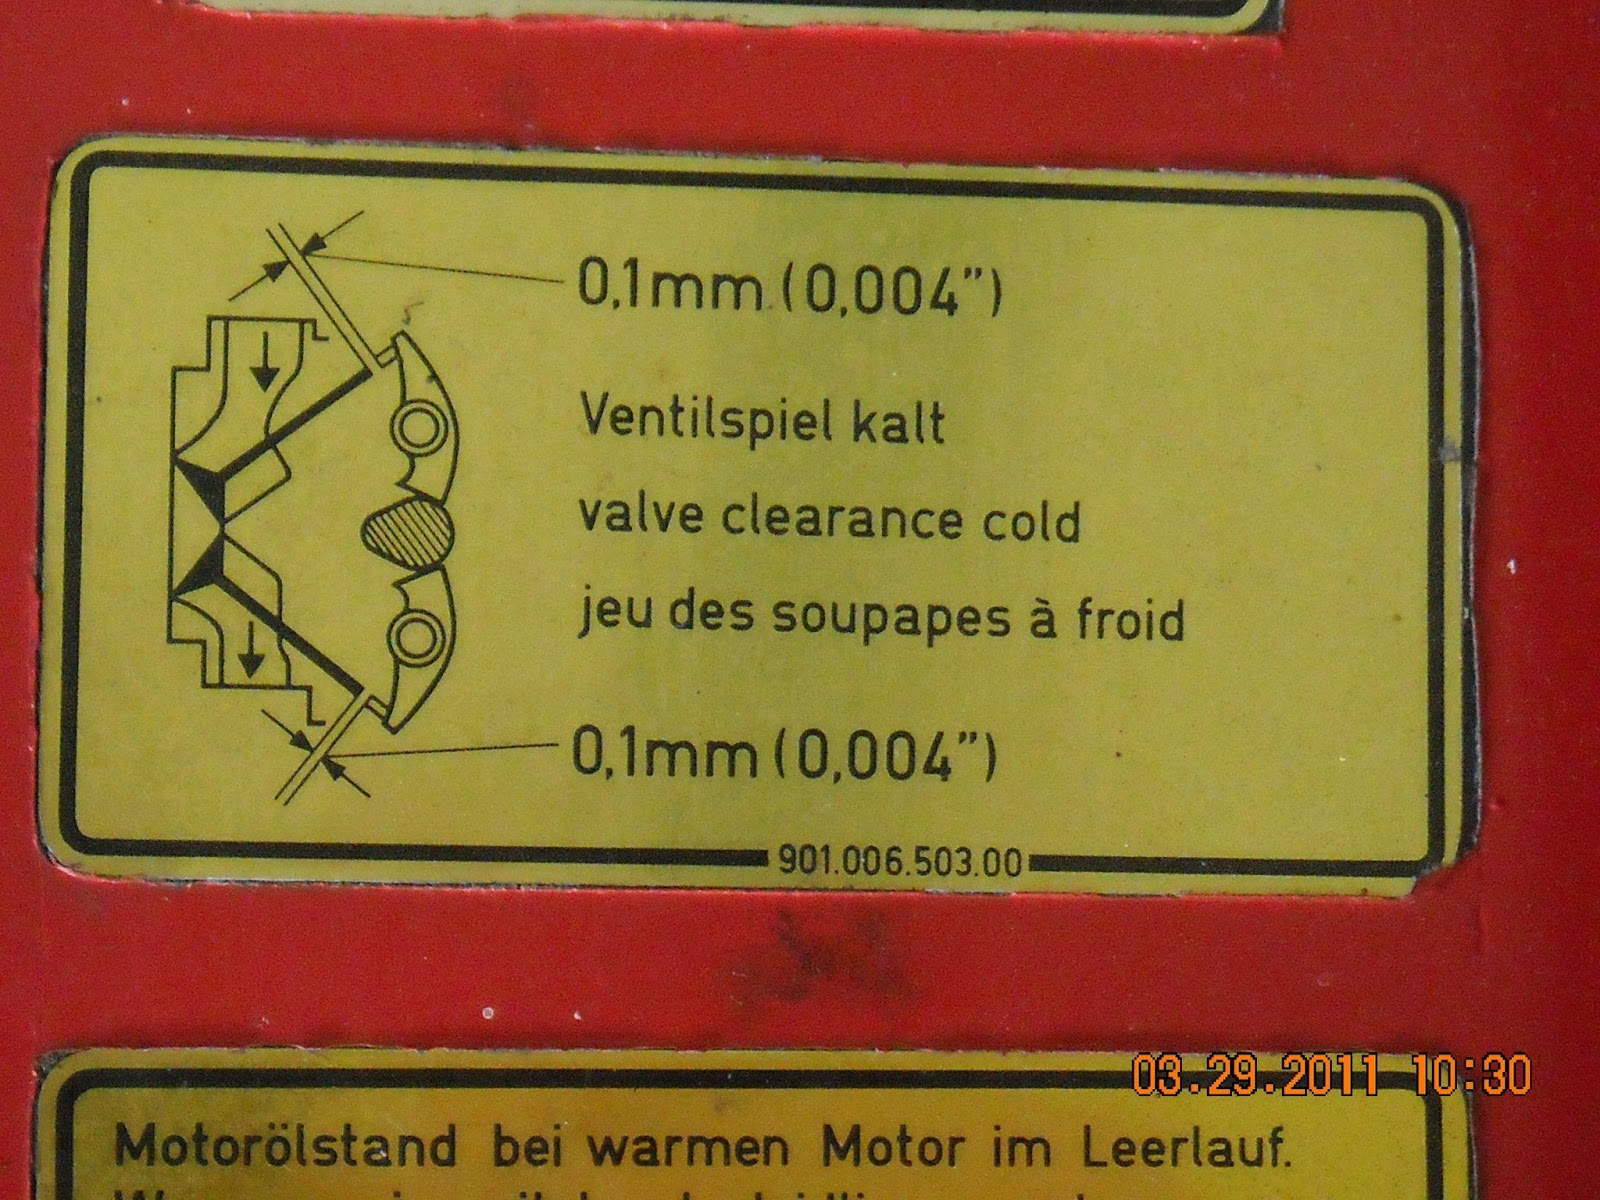 0,1mm (0,004")
Ventilspiel kalt
valve clearance cold
jeu des soupapes à froid
0,1mm (0,004")
901.006.503.00
03.29.2011 10:30
Motorölstand bei warmen Motor im Leerlauf.